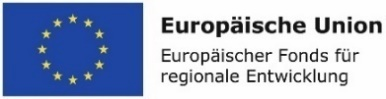 Europäische Union
Europäischer Fonds für
regionale Entwicklung